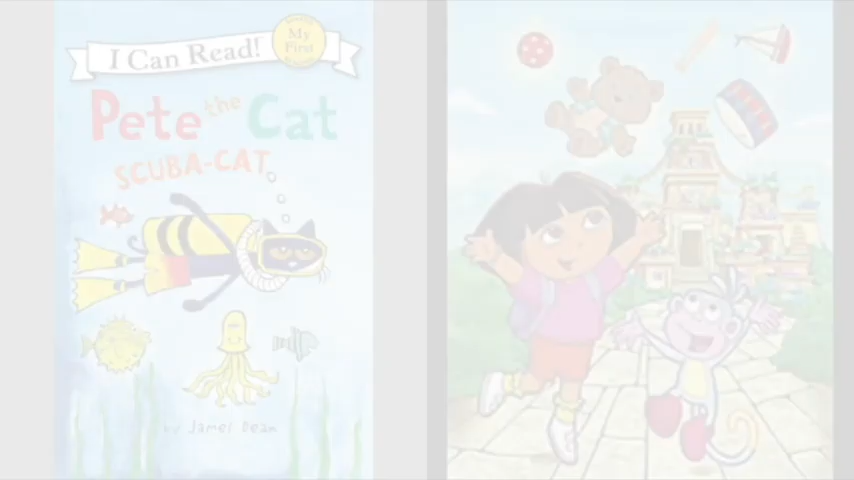 I Can Read!
My
First
Pete the Cat
SCUBA-CAT
by James Dean